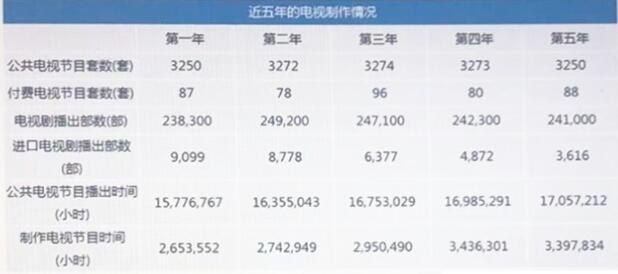 近五年的电视制作情况
第一年 第二年 第三年 第四年 第五年
公共电视节目套数(套) 3250 3272 3274 3273 3250
付费电视节目套数(套) 87 78 96 80 88
电视剧播出部数(部) 238,300 249,200 247,100 242,300 241,000
进口电视剧播出部数
(部) 9,099 8,778 6,377 4,872 3,616
公共电视节目播出时间
(小时) 15,776,767 16,355,043 16,753,029 16,985,291 17,057,212
制作电视节目时间
(小时) 2,653,552 2,742,949 2,950,490 3,436,301 3,397,834